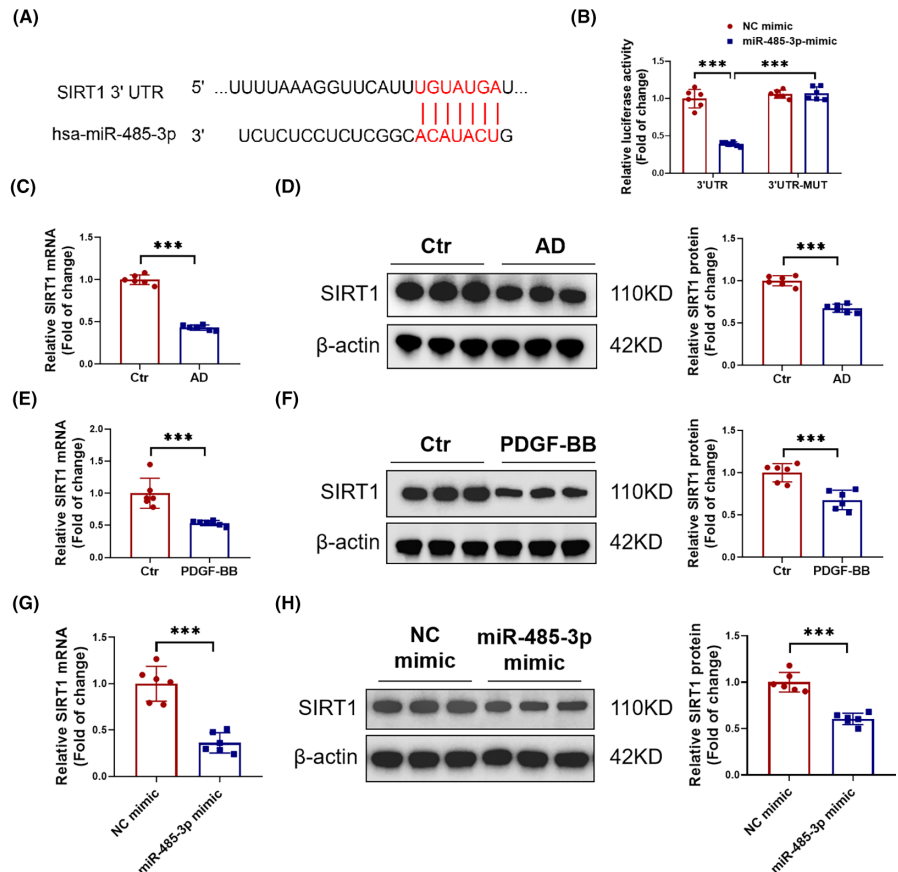 (A)
SIRT1 3' UTR 5' ...UUUUAAAGGUUCAUUUGUAUGAU...
hsa-miR-485-3p 3' UCUCUCCUCUCGGCACAUACUG
(B)
NC mimic
miR-485-3p-mimic
Relative luciferase activity
(Fold of change)
1.5
1.0
0.5
0.0
***
***
3'UTR 3'UTR-MUT
(C)
Relative SIRT1 mRNA
(Fold of change)
1.5
1.0
0.5
0.0
***
Ctr AD
(D)
Ctr AD
SIRT1 110KD
β-actin 42KD
Relative SIRT1 protein
(Fold of change)
1.5
1.0
0.5
0.0
***
Ctr AD
(E)
Relative SIRT1 mRNA
(Fold of change)
2.0
1.5
1.0
0.5
0.0
***
Ctr PDGF-BB
(F)
Ctr PDGF-BB
SIRT1 110KD
β-actin 42KD
Relative SIRT1 protein
(Fold of change)
1.5
1.0
0.5
0.0
***
Ctr PDGF-BB
(G)
Relative SIRT1 mRNA
(Fold of change)
1.5
1.0
0.5
0.0
***
NC mimic
miR-485-3p mimic
(H)
NC
mimic
miR-485-3p
mimic
SIRT1 110KD
β-actin 42KD
Relative SIRT1 protein
(Fold of change)
1.5
1.0
0.5
0.0
***
NC mimic
miR-485-3p mimic